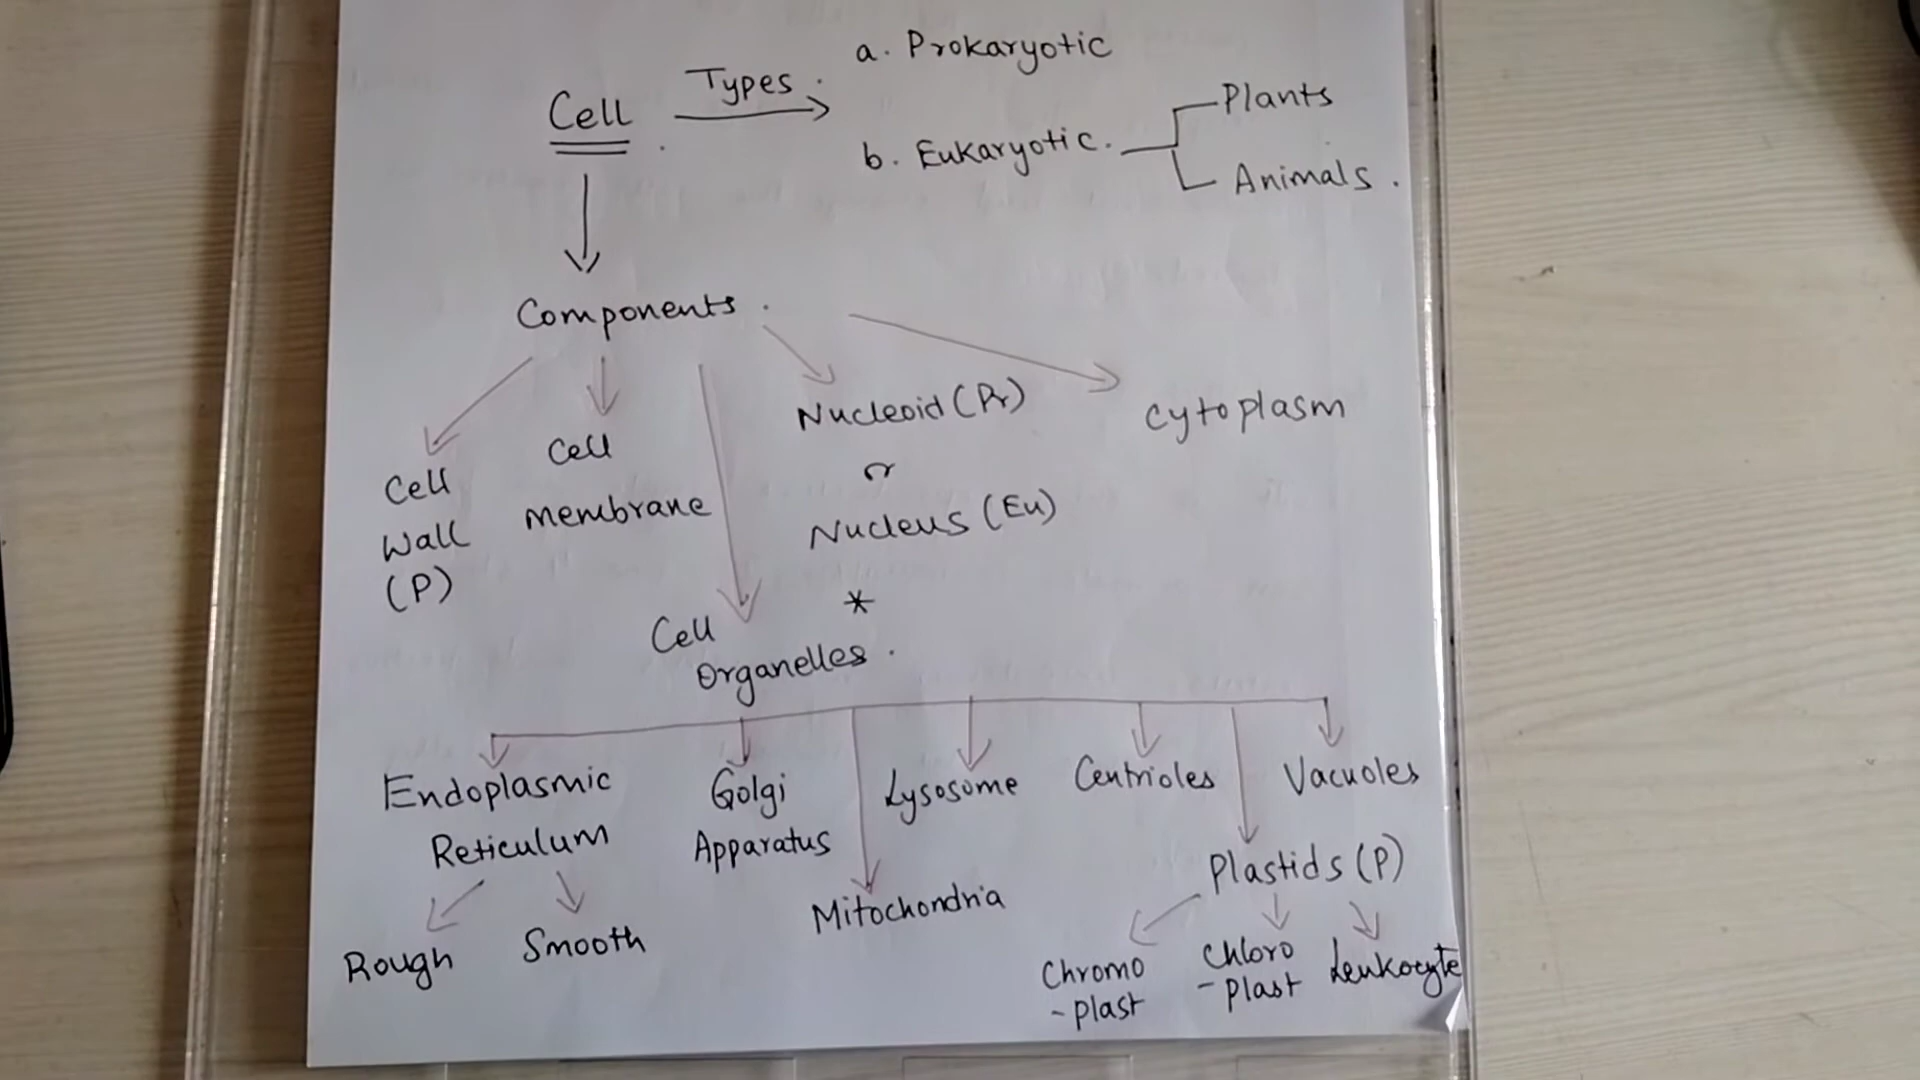 Cell
Types.
a. Prokaryotic
b. Eukaryotic.
Plants
Animals.
Components.
Cell
Wall
(P)
Cell
membrane
Nucleoid (Pr)
or
Nucleus (Eu)
*
Cytoplasm
Cell
Organelles.
Endoplasmic
Reticulum
Rough
Smooth
Golgi
Apparatus
Mitochondria
Lysosome
Centrioles
Vacuoles
Plastids (P)
Chromo
-plast
Chloro
-plast
Leukocyte